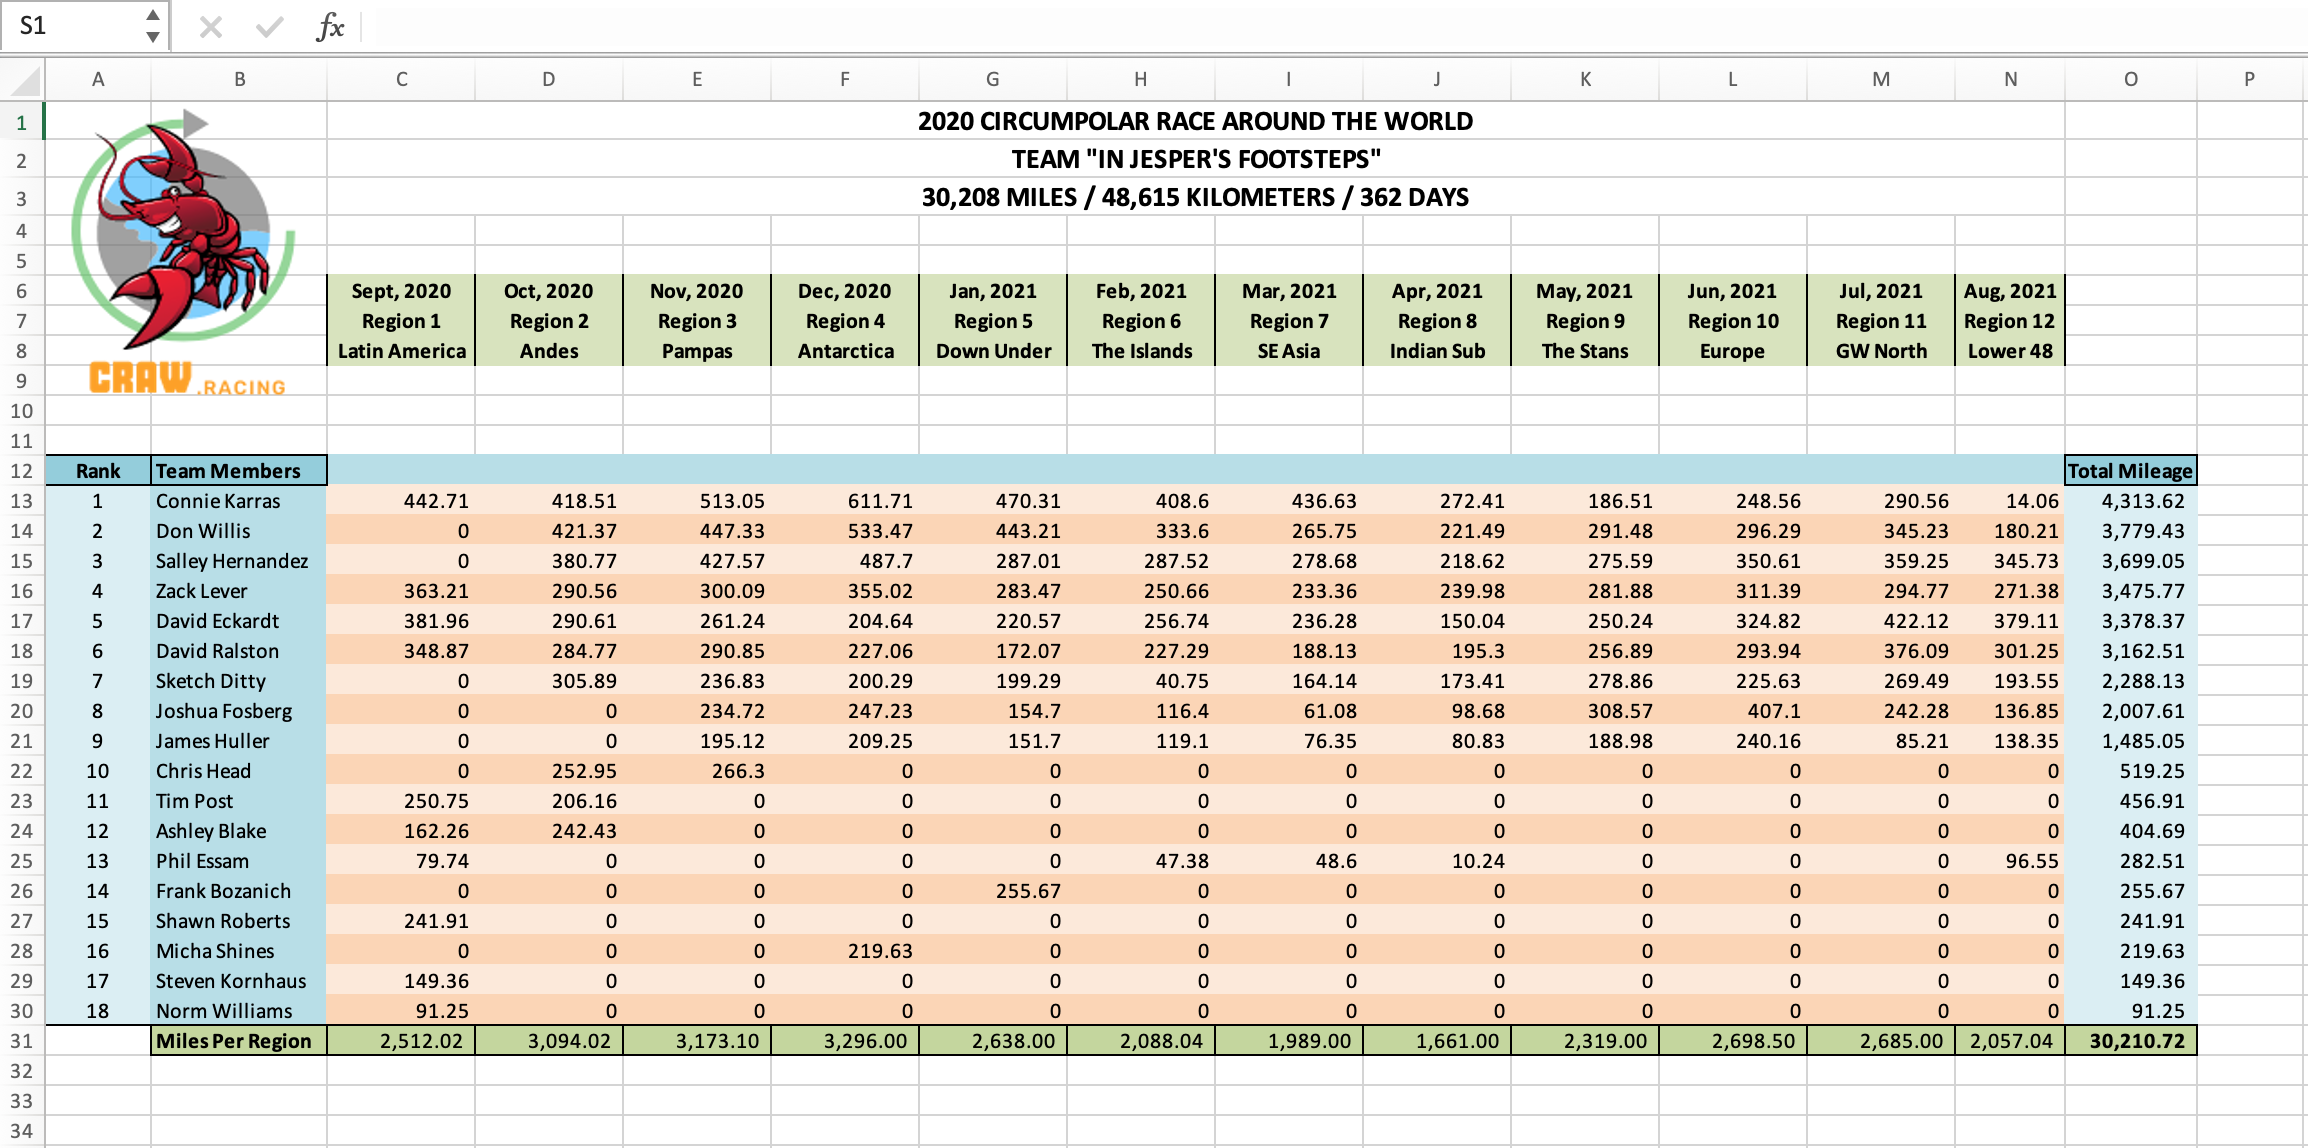 S1
fx
A B C D E F G H I J K L M N O P
1 2020 CIRCUMPOLAR RACE AROUND THE WORLD
2 TEAM "IN JESPER'S FOOTSTEPS"
3 30,208 MILES / 48,615 KILOMETERS / 362 DAYS
4
5
6 Sept, 2020 Oct, 2020 Nov, 2020 Dec, 2020 Jan, 2021 Feb, 2021 Mar, 2021 Apr, 2021 May, 2021 Jun, 2021 Jul, 2021 Aug, 2021
7 Region 1 Region 2 Region 3 Region 4 Region 5 Region 6 Region 7 Region 8 Region 9 Region 10 Region 11 Region 12
8 Latin America Andes Pampas Antarctica Down Under The Islands SE Asia Indian Sub The Stans Europe GW North Lower 48
9 CRAW.RACING
10
11
12 Rank Team Members Total Mileage
13 1 Connie Karras 442.71 418.51 513.05 611.71 470.31 408.6 436.63 272.41 186.51 248.56 290.56 14.06 4,313.62
14 2 Don Willis 0 421.37 447.33 533.47 443.21 333.6 265.75 221.49 291.48 296.29 345.23 180.21 3,779.43
15 3 Salley Hernandez 0 380.77 427.57 487.7 287.01 287.52 278.68 218.62 275.59 350.61 359.25 345.73 3,699.05
16 4 Zack Lever 363.21 290.56 300.09 355.02 283.47 250.66 233.36 239.98 281.88 311.39 294.77 271.38 3,475.77
17 5 David Eckardt 381.96 290.61 261.24 204.64 220.57 256.74 236.28 150.04 250.24 324.82 422.12 379.11 3,378.37
18 6 David Ralston 348.87 284.77 290.85 227.06 172.07 227.29 188.13 195.3 256.89 293.94 376.09 301.25 3,162.51
19 7 Sketch Ditty 0 305.89 236.83 200.29 199.29 40.75 164.14 173.41 278.86 225.63 269.49 193.55 2,288.13
20 8 Joshua Fosberg 0 0 234.72 247.23 154.7 116.4 61.08 98.68 308.57 407.1 242.28 136.85 2,007.61
21 9 James Huller 0 0 195.12 209.25 151.7 119.1 76.35 80.83 188.98 240.16 85.21 138.35 1,485.05
22 10 Chris Head 0 252.95 266.3 0 0 0 0 0 0 0 0 0 519.25
23 11 Tim Post 250.75 206.16 0 0 0 0 0 0 0 0 0 0 456.91
24 12 Ashley Blake 162.26 242.43 0 0 0 0 0 0 0 0 0 0 404.69
25 13 Phil Essam 79.74 0 0 0 0 47.38 48.6 10.24 0 0 0 96.55 282.51
26 14 Frank Bozanich 0 0 0 0 255.67 0 0 0 0 0 0 0 255.67
27 15 Shawn Roberts 241.91 0 0 0 0 0 0 0 0 0 0 0 241.91
28 16 Micha Shines 0 0 0 219.63 0 0 0 0 0 0 0 0 219.63
29 17 Steven Kornhaus 149.36 0 0 0 0 0 0 0 0 0 0 0 149.36
30 18 Norm Williams 91.25 0 0 0 0 0 0 0 0 0 0 0 91.25
31 Miles Per Region 2,512.02 3,094.02 3,173.10 3,296.00 2,638.00 2,088.04 1,989.00 1,661.00 2,319.00 2,698.50 2,685.00 2,057.04 30,210.72
32
33
34